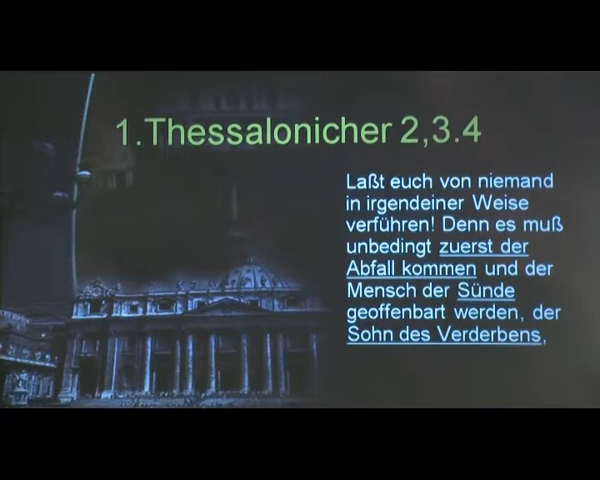 1.Thessalonicher 2,3.4
Laßt euch von niemand
in irgendeiner Weise
verführen! Denn es muß
unbedingt zuerst der
Abfall kommen und der
Mensch der Sünde
geoffenbart werden, der
Sohn des Verderbens,